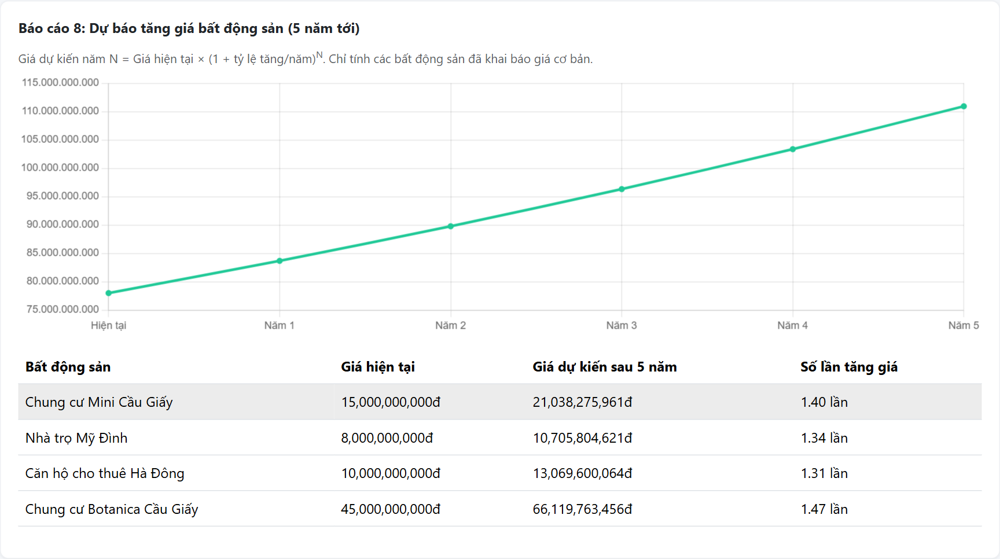 Báo cáo 8: Dự báo tăng giá bất động sản (5 năm tới)
Giá dự kiến năm N = Giá hiện tại × (1 + tỷ lệ tăng/năm)^N. Chỉ tính các bất động sản đã khai báo giá cơ bản.
115.000.000.000
110.000.000.000
105.000.000.000
100.000.000.000
95.000.000.000
90.000.000.000
85.000.000.000
80.000.000.000
75.000.000.000
Hiện tại Năm 1 Năm 2 Năm 3 Năm 4 Năm 5
Bất động sản Giá hiện tại Giá dự kiến sau 5 năm Số lần tăng giá
Chung cư Mini Cầu Giấy 15,000,000,000đ 21,038,275,961đ 1.40 lần
Nhà trọ Mỹ Đình 8,000,000,000đ 10,705,804,621đ 1.34 lần
Căn hộ cho thuê Hà Đông 10,000,000,000đ 13,069,600,064đ 1.31 lần
Chung cư Botanica Cầu Giấy 45,000,000,000đ 66,119,763,456đ 1.47 lần